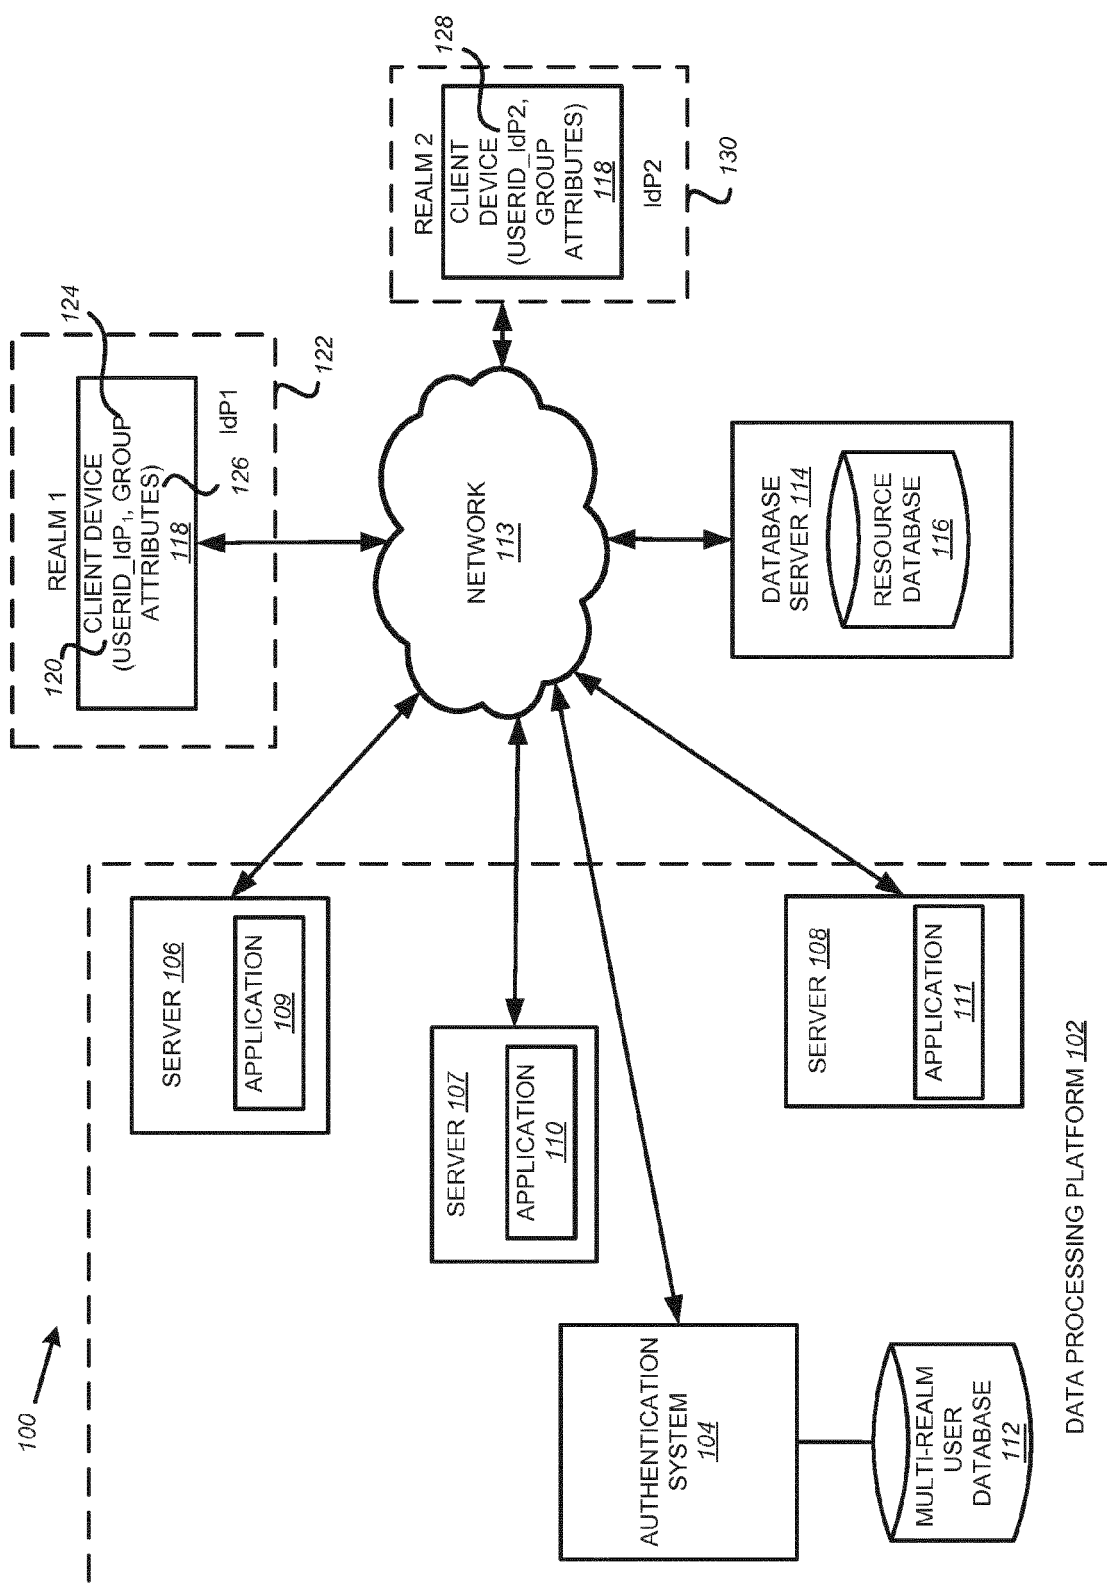 100
REALM 1
120
CLIENT DEVICE
(USERID_IdP1, GROUP
ATTRIBUTES)
118
IdP1
124
126
122
REALM 2
CLIENT
DEVICE
(USERID_IdP2,
GROUP
ATTRIBUTES)
118
IdP2
128
130
NETWORK
113
DATABASE
SERVER 114
RESOURCE
DATABASE
116
SERVER 106
APPLICATION
109
SERVER 107
APPLICATION
110
SERVER 108
APPLICATION
111
AUTHENTICATION
SYSTEM
104
MULTI-REALM
USER
DATABASE
112
DATA PROCESSING PLATFORM 102